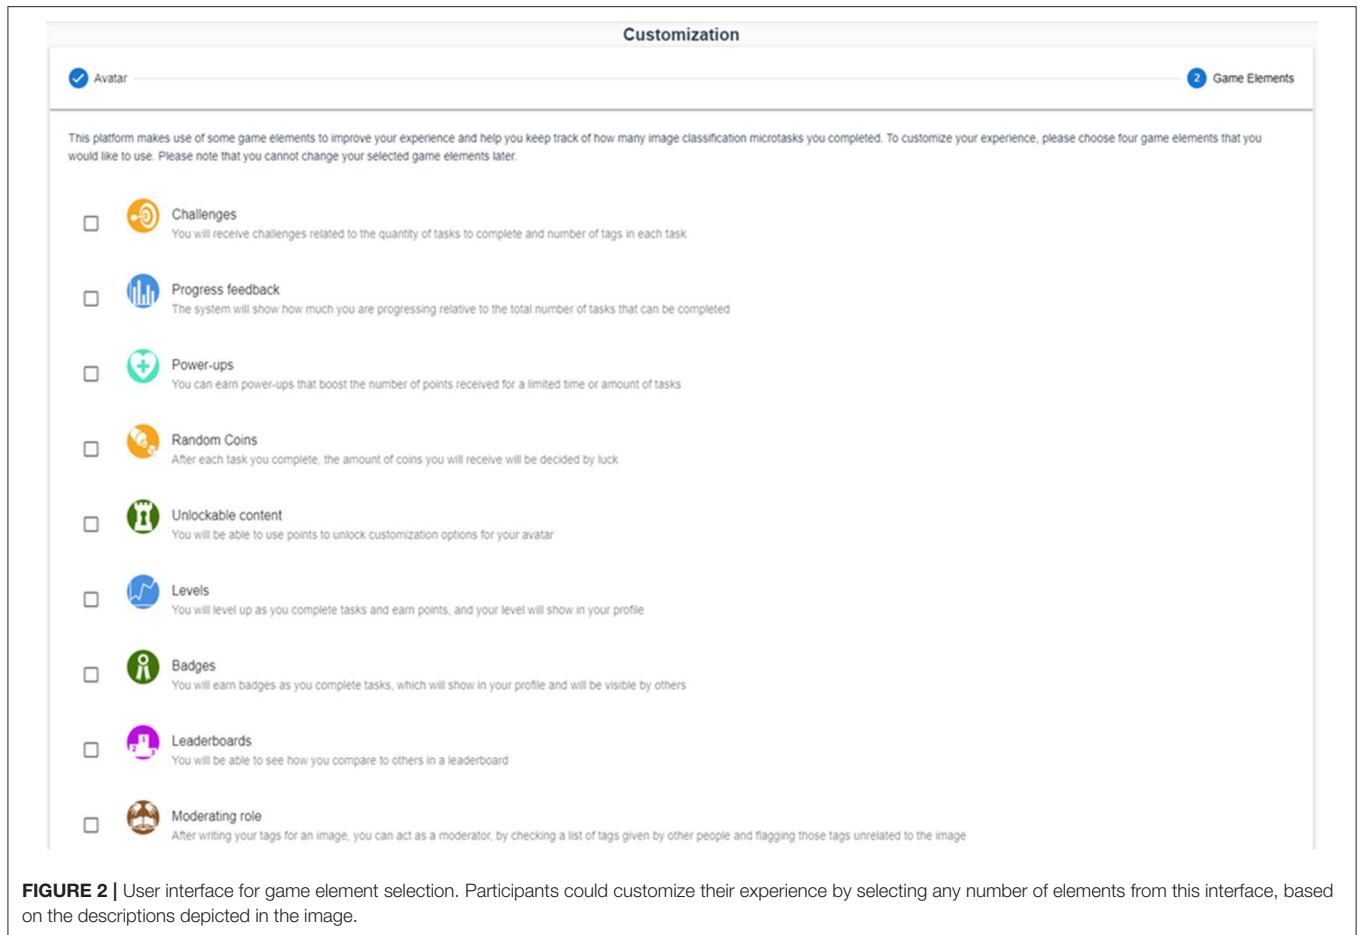 Customization
Avatar
2 Game Elements
This platform makes use of some game elements to improve your experience and help you keep track of how many image classification microtasks you completed. To customize your experience, please choose four game elements that you
would like to use. Please note that you cannot change your selected game elements later.
Challenges
You will receive challenges related to the quantity of tasks to complete and number of tags in each task
Progress feedback
The system will show how much you are progressing relative to the total number of tasks that can be completed
Power-ups
You can earn power-ups that boost the number of points received for a limited time or amount of tasks
Random Coins
After each task you complete, the amount of coins you will receive will be decided by luck
Unlockable content
You will be able to use points to unlock customization options for your avatar
Levels
You will level up as you complete tasks and earn points, and your level will show in your profile
Badges
You will earn badges as you complete tasks, which will show in your profile and will be visible by others
1
2 3
Leaderboards
You will be able to see how you compare to others in a leaderboard
Moderating role
After writing your tags for an image, you can act as a moderator, by checking a list of tags given by other people and flagging those tags unrelated to the image
FIGURE 2 | User interface for game element selection. Participants could customize their experience by selecting any number of elements from this interface, based
on the descriptions depicted in the image.